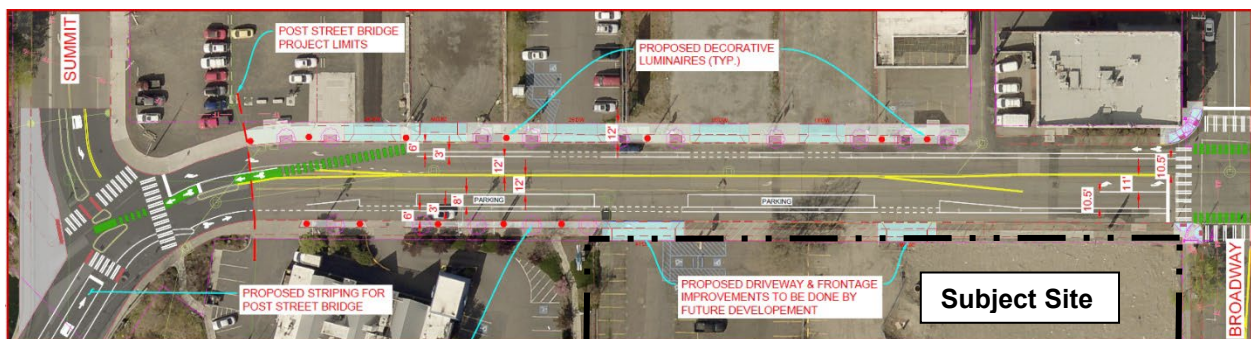 SUMMIT
POST STREET BRIDGE
PROJECT LIMITS
PROPOSED DECORATIVE
LUMINAIRES (TYP.)
12'
6'
3'
12'
12'
8'
3'
6'
PARKING
PARKING
10.5'
11'
10.5'
PROPOSED STRIPING FOR
POST STREET BRIDGE
PROPOSED DRIVEWAY & FRONTAGE
IMPROVEMENTS TO BE DONE BY
FUTURE DEVELOPEMENT
Subject Site
BROADWAY